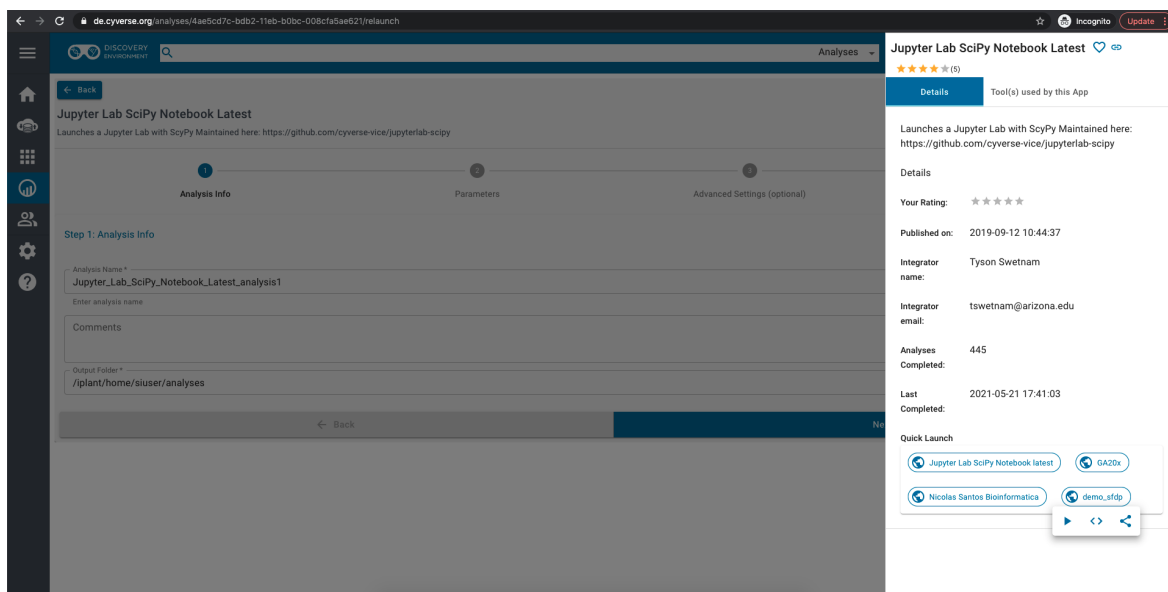 de.cyverse.org/analyses/4ae5cd7c-bdb2-11eb-b0bc-008cfa5ae621/relaunch
Incognito
Update
DISCOVERY
ENVIRONMENT
Analyses
Back
Jupyter Lab SciPy Notebook Latest
Launches a Jupyter Lab with ScyPy Maintained here: https://github.com/cyverse-vice/jupyterlab-scipy
1
2
3
Analysis Info
Parameters
Advanced Settings (optional)
Step 1: Analysis Info
Analysis Name *
Jupyter_Lab_SciPy_Notebook_Latest_analysis1
Enter analysis name
Comments
Output Folder *
/iplant/home/siuser/analyses
Back
Ne
Jupyter Lab SciPy Notebook Latest
(5)
Details
Tool(s) used by this App
Launches a Jupyter Lab with ScyPy Maintained here:
https://github.com/cyverse-vice/jupyterlab-scipy
Details
Your Rating:
Published on: 2019-09-12 10:44:37
Integrator Tyson Swetnam
name:
Integrator tswetnam@arizona.edu
email:
Analyses 445
Completed:
Last 2021-05-21 17:41:03
Completed:
Quick Launch
Jupyter Lab SciPy Notebook latest
GA20x
Nicolas Santos Bioinformatica
demo_sfdp